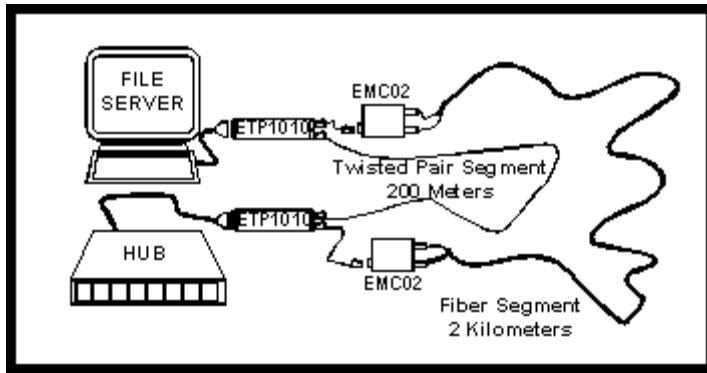 FILE
SERVER
EMC02
ETP1010
Twisted Pair Segment
200 Meters
ETP1010
HUB
EMC02
Fiber Segment
2 Kilometers